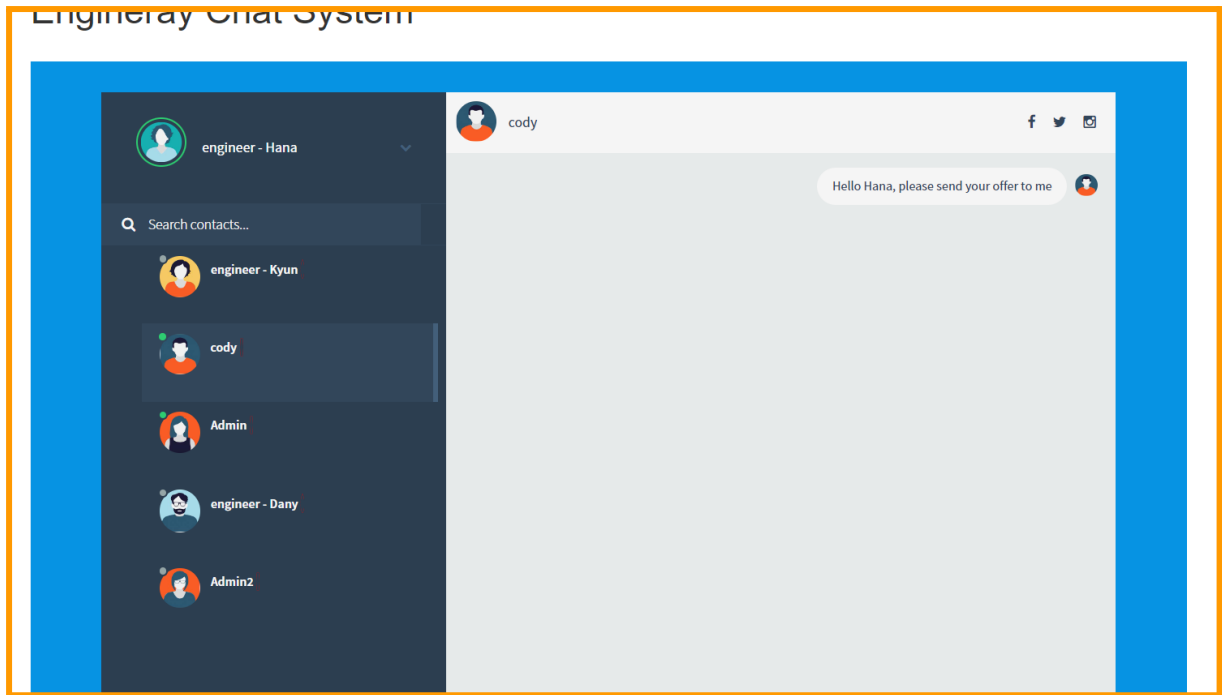 Engineray Chat System
engineer - Hana
cody
Search contacts...
Hello Hana, please send your offer to me
engineer - Kyun
cody
Admin
engineer - Dany
Admin2